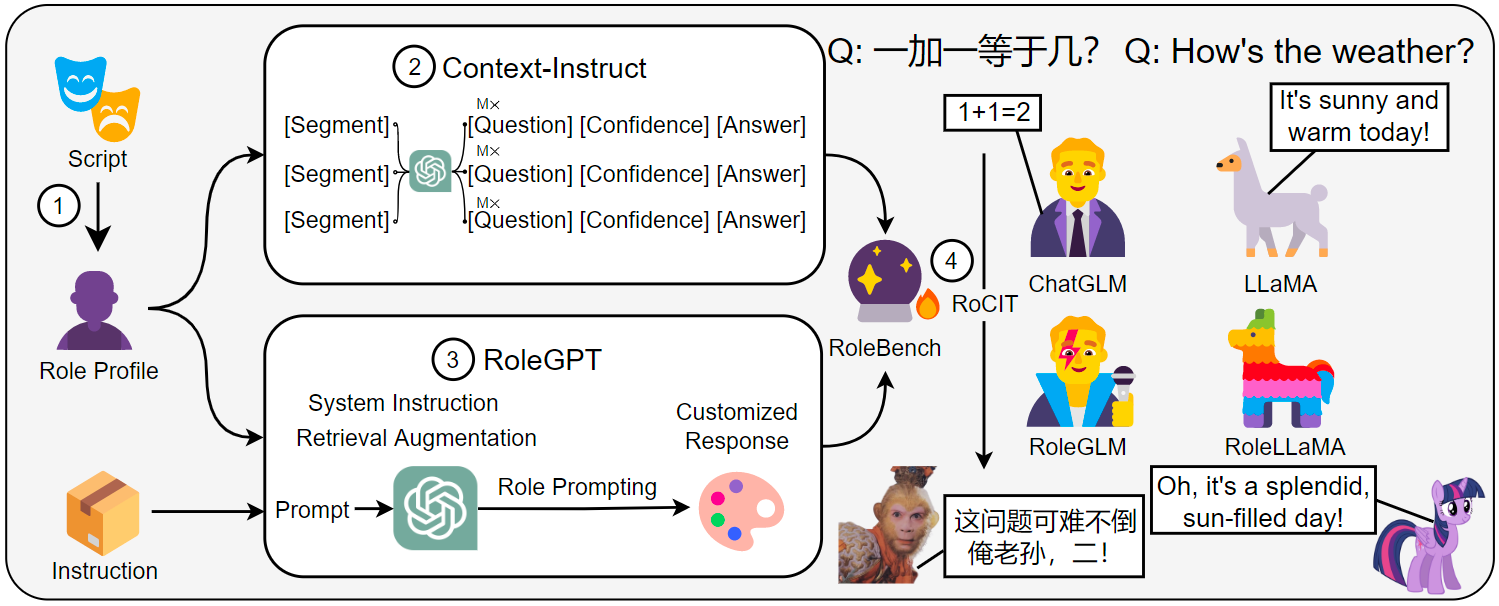 Script
1
Role Profile
Instruction
2 Context-Instruct
M×
[Segment] [Question] [Confidence] [Answer]
M×
[Segment] [Question] [Confidence] [Answer]
M×
[Segment] [Question] [Confidence] [Answer]
3 RoleGPT
System Instruction
Retrieval Augmentation
Customized
Response
Prompt
Role Prompting
RoleBench
4
RoCIT
Q: 一加一等于几?
1+1=2
ChatGLM
RoleGLM
这问题可难不倒
俺老孙，二!
Q: How's the weather?
It's sunny and
warm today!
LLaMA
RoleLLaMA
Oh, it's a splendid,
sun-filled day!